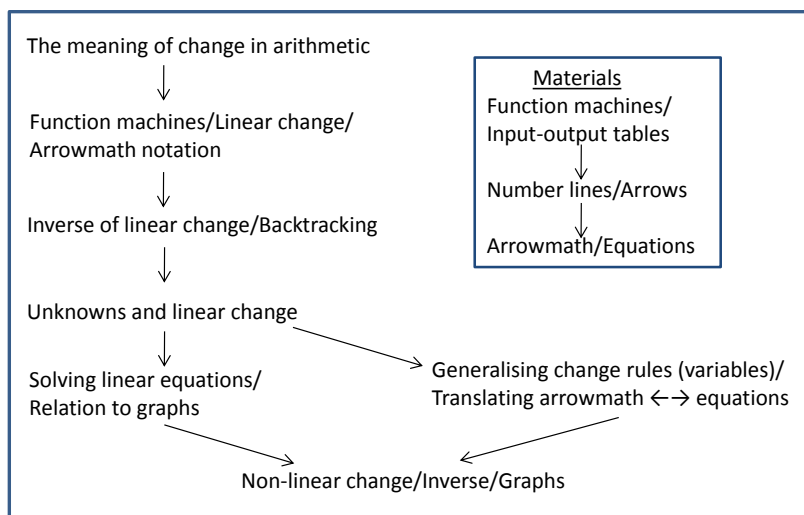 The meaning of change in arithmetic
Function machines/Linear change/
Arrowmath notation
Inverse of linear change/Backtracking
Unknowns and linear change
Solving linear equations/
Relation to graphs
Generalising change rules (variables)/
Translating arrowmath ←→ equations
Non-linear change/Inverse/Graphs
Materials
Function machines/
Input-output tables
Number lines/Arrows
Arrowmath/Equations